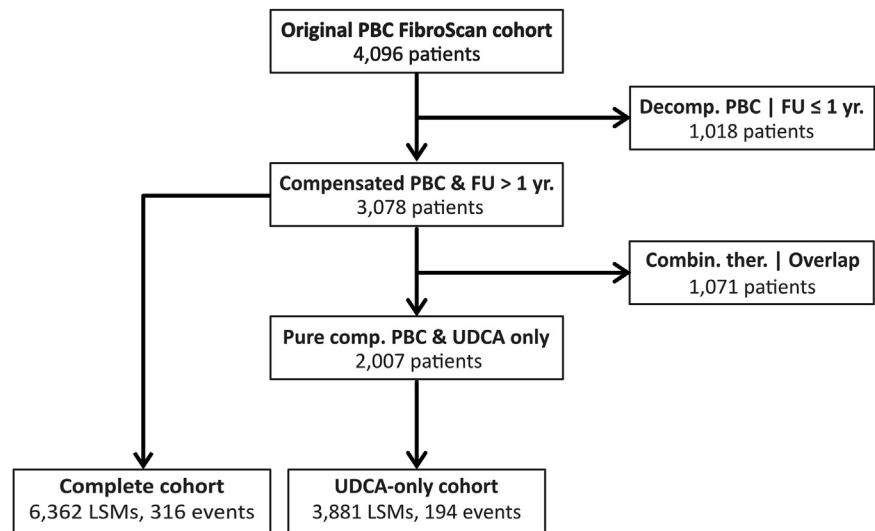 Original PBC FibroScan cohort
4,096 patients
Decomp. PBC | FU ≤ 1 yr.
1,018 patients
Compensated PBC & FU > 1 yr.
3,078 patients
Combin. ther. | Overlap
1,071 patients
Pure comp. PBC & UDCA only
2,007 patients
Complete cohort
6,362 LSMs, 316 events
UDCA-only cohort
3,881 LSMs, 194 events